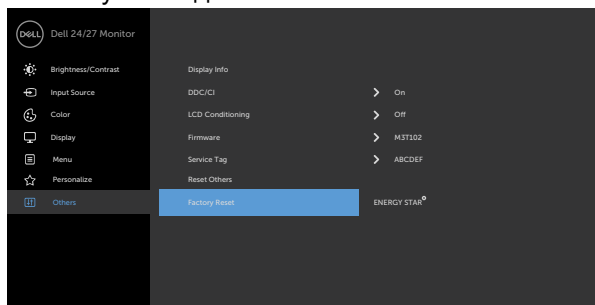 DELL Dell 24/27 Monitor
Brightness/Contrast Display Info
Input Source DDC/CI On
Color LCD Conditioning Off
Display Firmware M3T102
Menu Service Tag ABCDEF
Personalize Reset Others
Others Factory Reset ENERGY STAR®